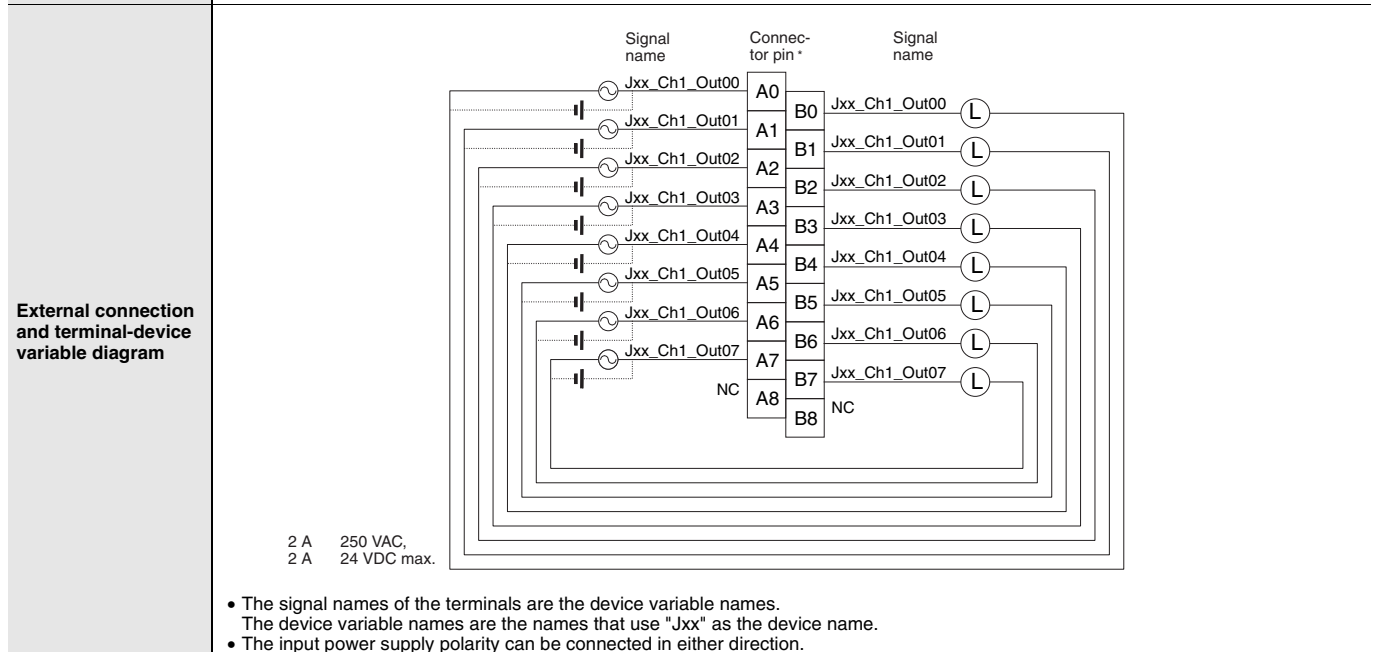 Signal name
Connec-
tor pin *
Signal name
Jxx_Ch1_Out00
A0
B0
Jxx_Ch1_Out00
L
Jxx_Ch1_Out01
A1
B1
Jxx_Ch1_Out01
L
Jxx_Ch1_Out02
A2
B2
Jxx_Ch1_Out02
L
Jxx_Ch1_Out03
A3
B3
Jxx_Ch1_Out03
L
Jxx_Ch1_Out04
A4
B4
Jxx_Ch1_Out04
L
Jxx_Ch1_Out05
A5
B5
Jxx_Ch1_Out05
L
Jxx_Ch1_Out06
A6
B6
Jxx_Ch1_Out06
L
Jxx_Ch1_Out07
A7
B7
Jxx_Ch1_Out07
L
NC
A8
B8
NC
External connection
and terminal-device
variable diagram
2 A 250 VAC,
2 A 24 VDC max.
• The signal names of the terminals are the device variable names.
The device variable names are the names that use "Jxx" as the device name.
• The input power supply polarity can be connected in either direction.